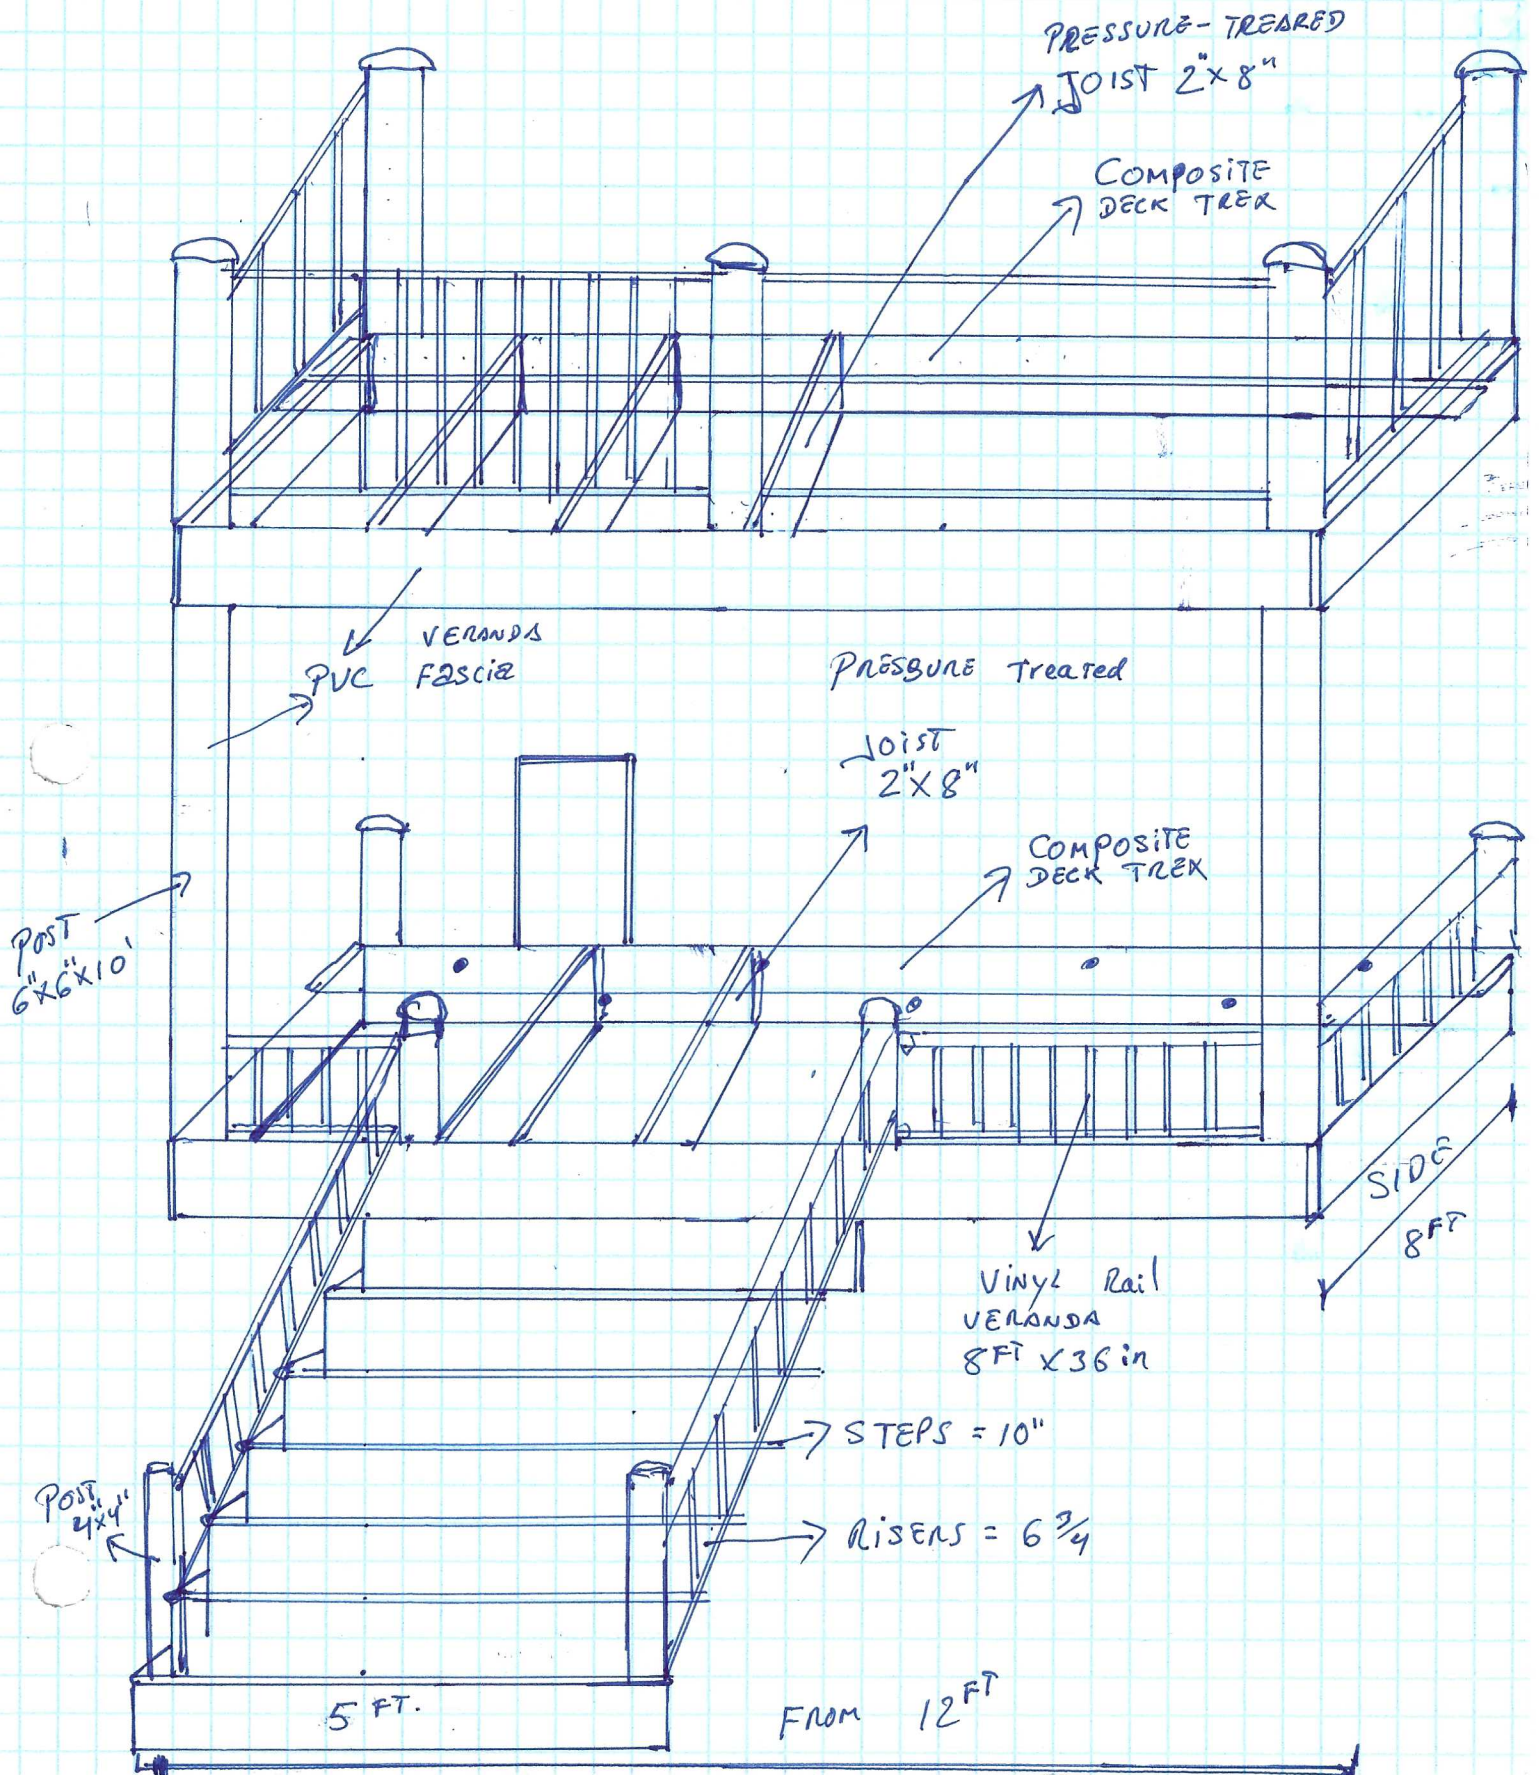 PRESSURE-TREARED
JOIST 2"x8"
COMPOSITE
DECK TREX
VERANDA
PVC Fascia
PRESSURE Treated
JOIST
2"x8"
COMPOSITE
DECK TREX
POST
6"x6"x10'
SIDE
8FT
Vinyl Rail
VERANDA
8FT x36in
STEPS = 10"
POST
4"x4"
RISERS = 6 3/4
5 FT.
FROM 12FT